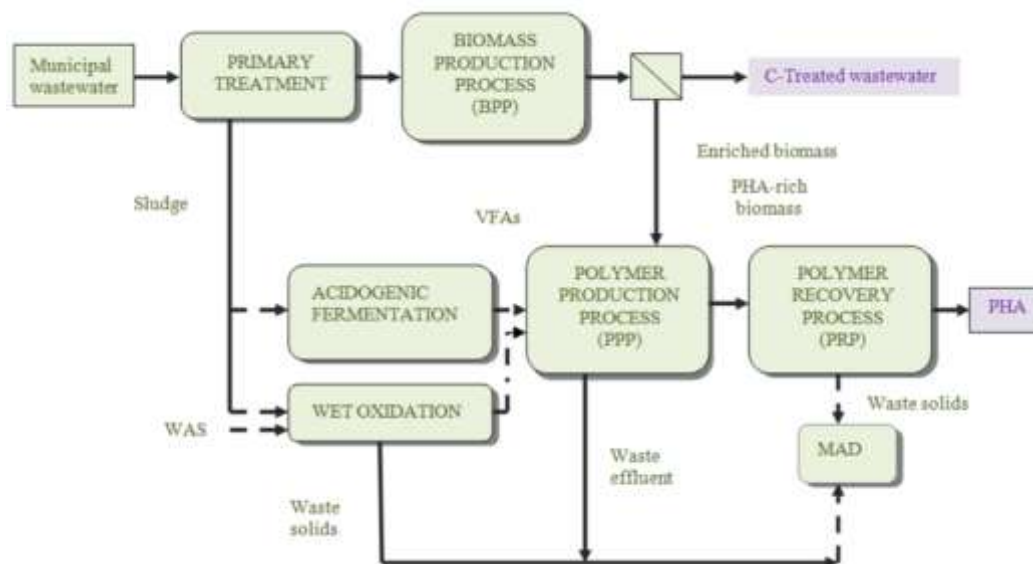 Municipal
wastewater
PRIMARY
TREATMENT
BIOMASS
PRODUCTION
PROCESS
(BPP)
C-Treated wastewater
Enriched biomass
PHA-rich
biomass
Sludge
VFAs
ACIDOGENIC
FERMENTATION
POLYMER
PRODUCTION
PROCESS
(PPP)
POLYMER
RECOVERY
PROCESS
(PRP)
PHA
WET OXIDATION
WAS
Waste solids
MAD
Waste
effluent
Waste
solids